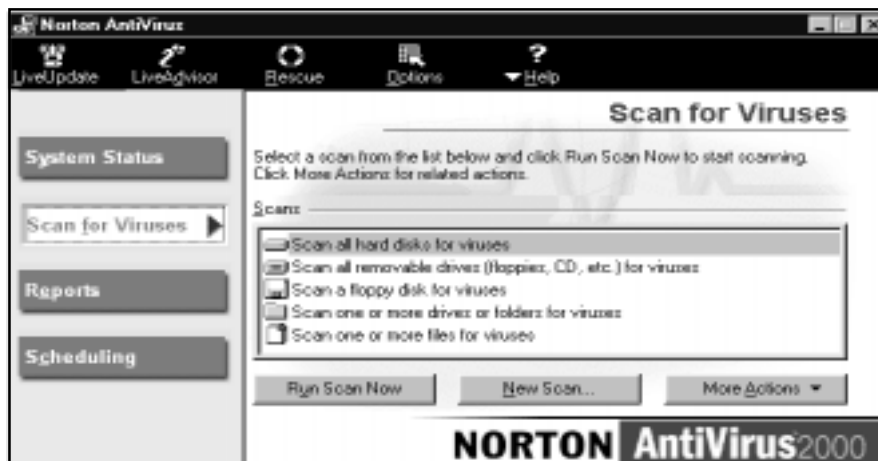 Norton AntiVirus
LiveUpdate
LiveAdvisor
Rescue
Options
?
Help
Scan for Viruses
System Status
Scan for Viruses
Reports
Scheduling
Select a scan from the list below and click Run Scan Now to start scanning.
Click More Actions for related actions.
Scans
Scan all hard disks for viruses
Scan all removable drives (floppies, CD, etc.) for viruses
Scan a floppy disk for viruses
Scan one or more drives or folders for viruses
Scan one or more files for viruses
Run Scan Now
New Scan...
More Actions
NORTON AntiVirus 2000